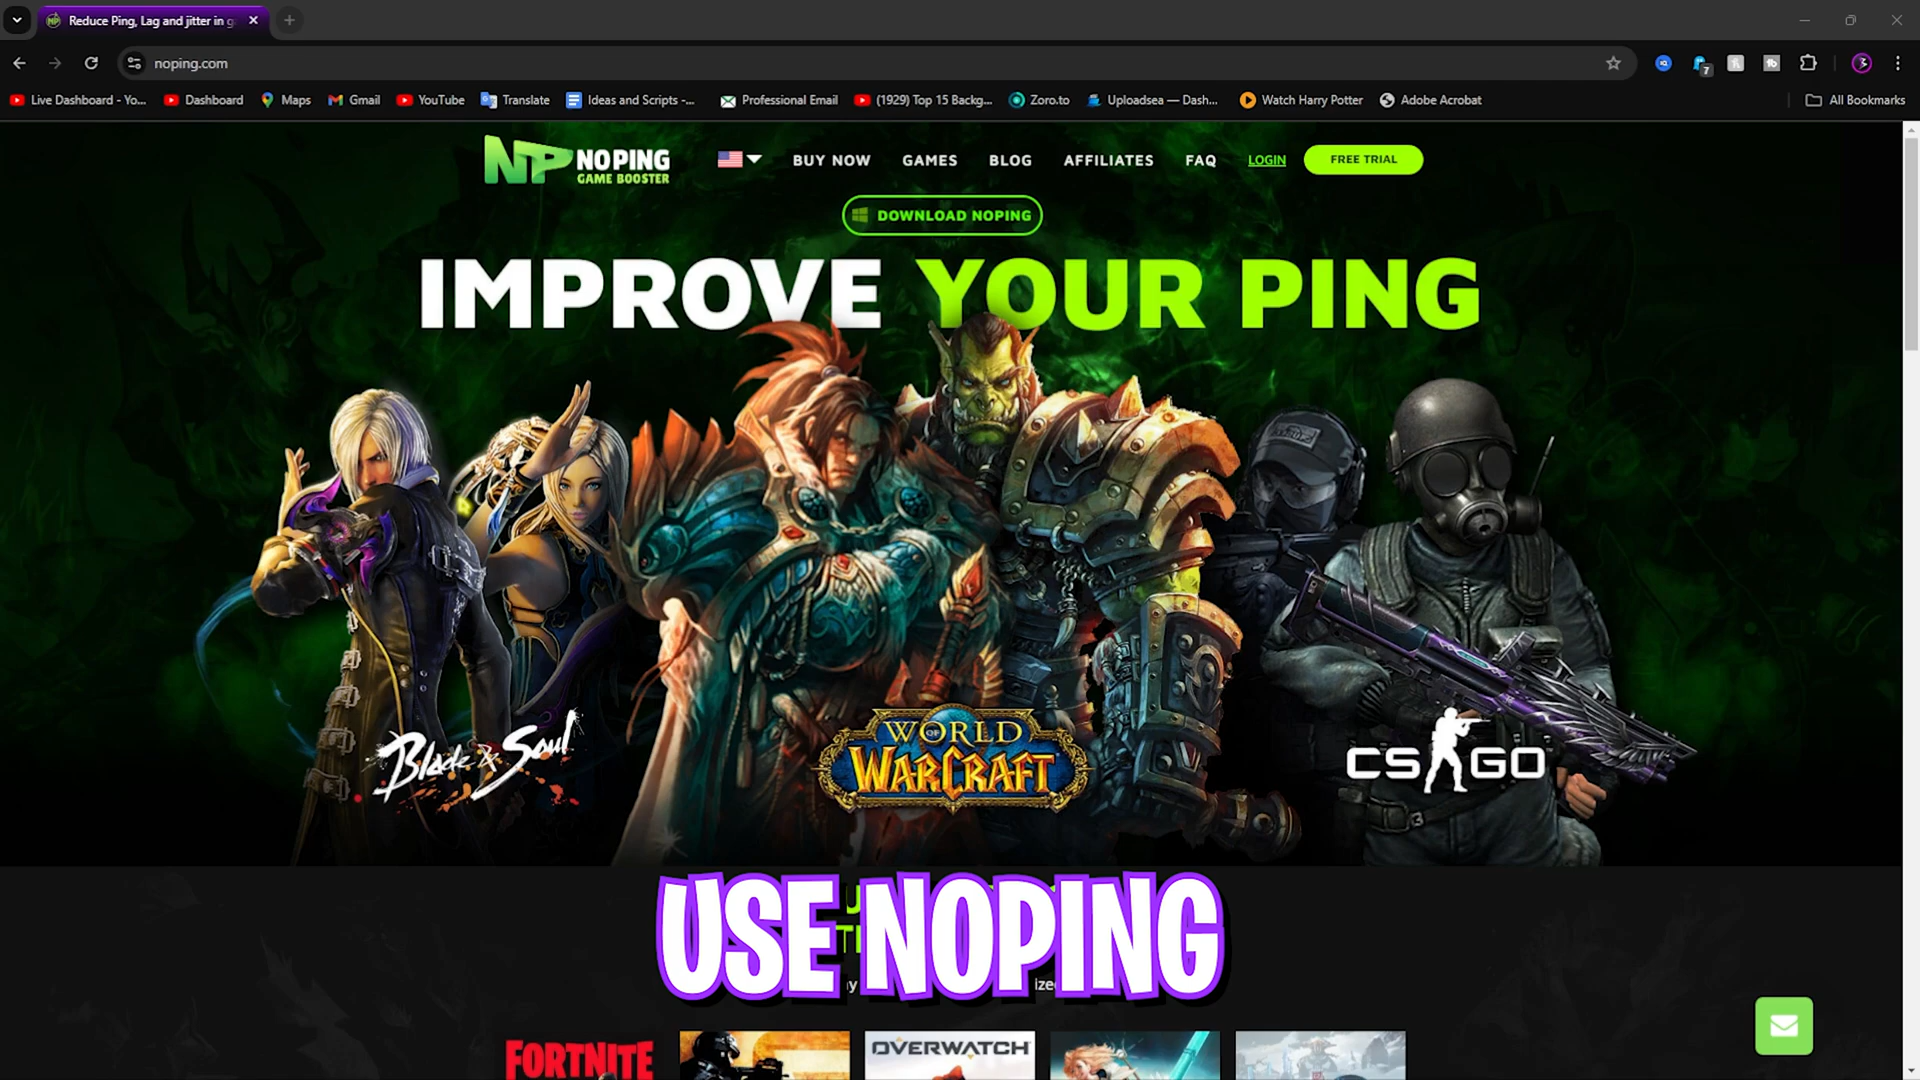 Reduce Ping, Lag and jitter in g
noping.com
Live Dashboard - Yo...
Dashboard
Maps
Gmail
YouTube
Translate
Ideas and Scripts -...
Professional Email
(1929) Top 15 Backg...
Zoro.to
Uploadsea — Dash...
Watch Harry Potter
Adobe Acrobat
All Bookmarks
NP NOPING
GAME BOOSTER
BUY NOW
GAMES
BLOG
AFFILIATES
FAQ
LOGIN
FREE TRIAL
DOWNLOAD NOPING
IMPROVE YOUR PING
Blade & Soul
WORLD OF WARCRAFT
CS GO
USE NOPING
FORTNITE
OVERWATCH